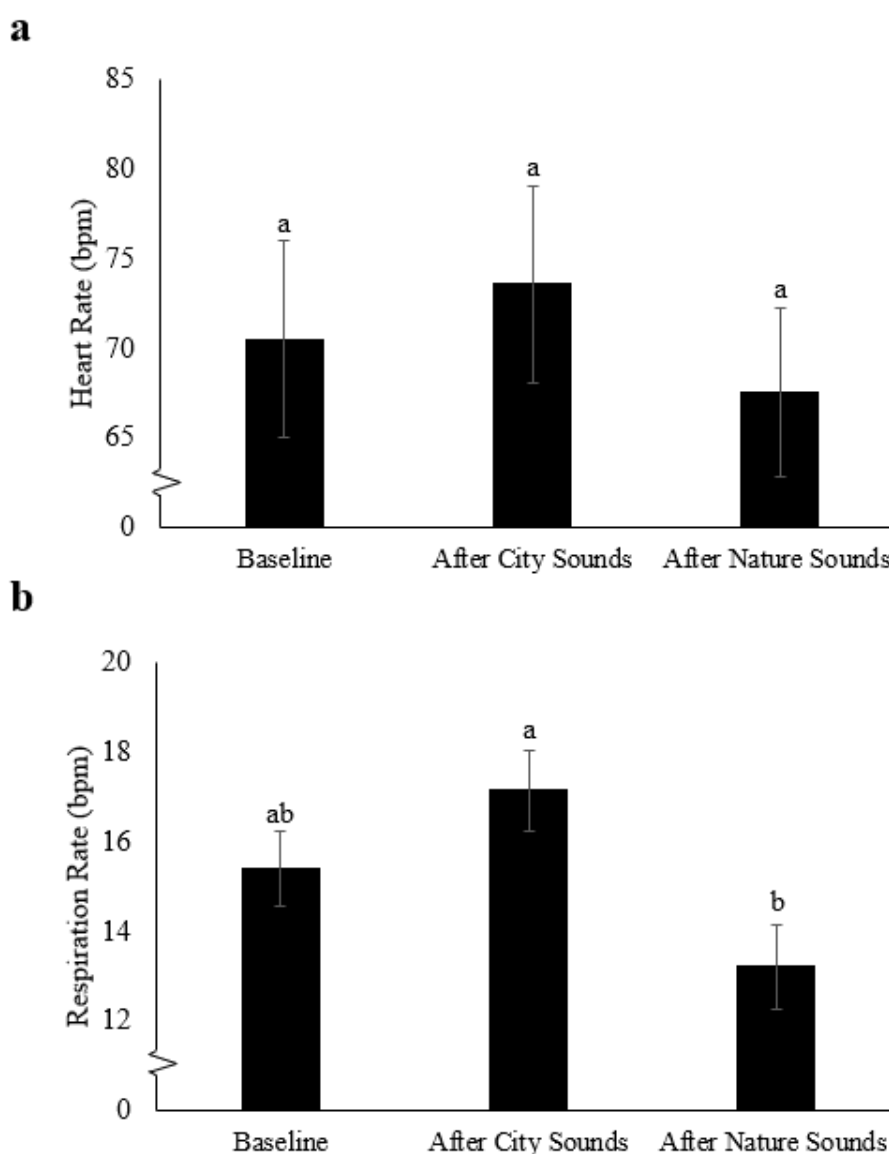 a
85
80
75
70
65
0
Heart Rate (bpm)
a
a
a
Baseline
After City Sounds
After Nature Sounds
b
20
18
16
14
12
0
Respiration Rate (bpm)
ab
a
b
Baseline
After City Sounds
After Nature Sounds